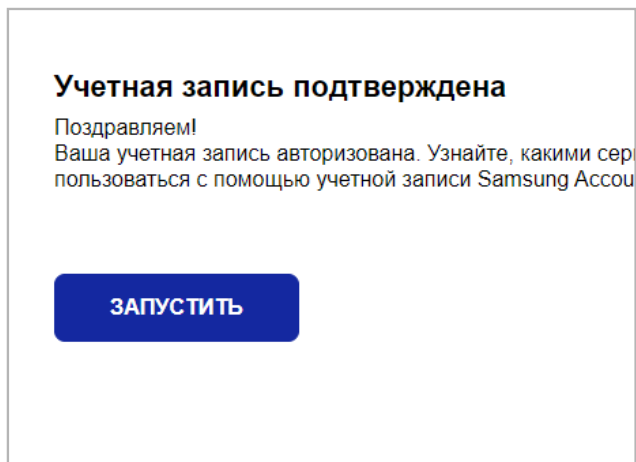 Учетная запись подтверждена
Поздравляем!
Ваша учетная запись авторизована. Узнайте, какими
пользоваться с помощью учетной записи Samsung
ЗАПУСТИТЬ